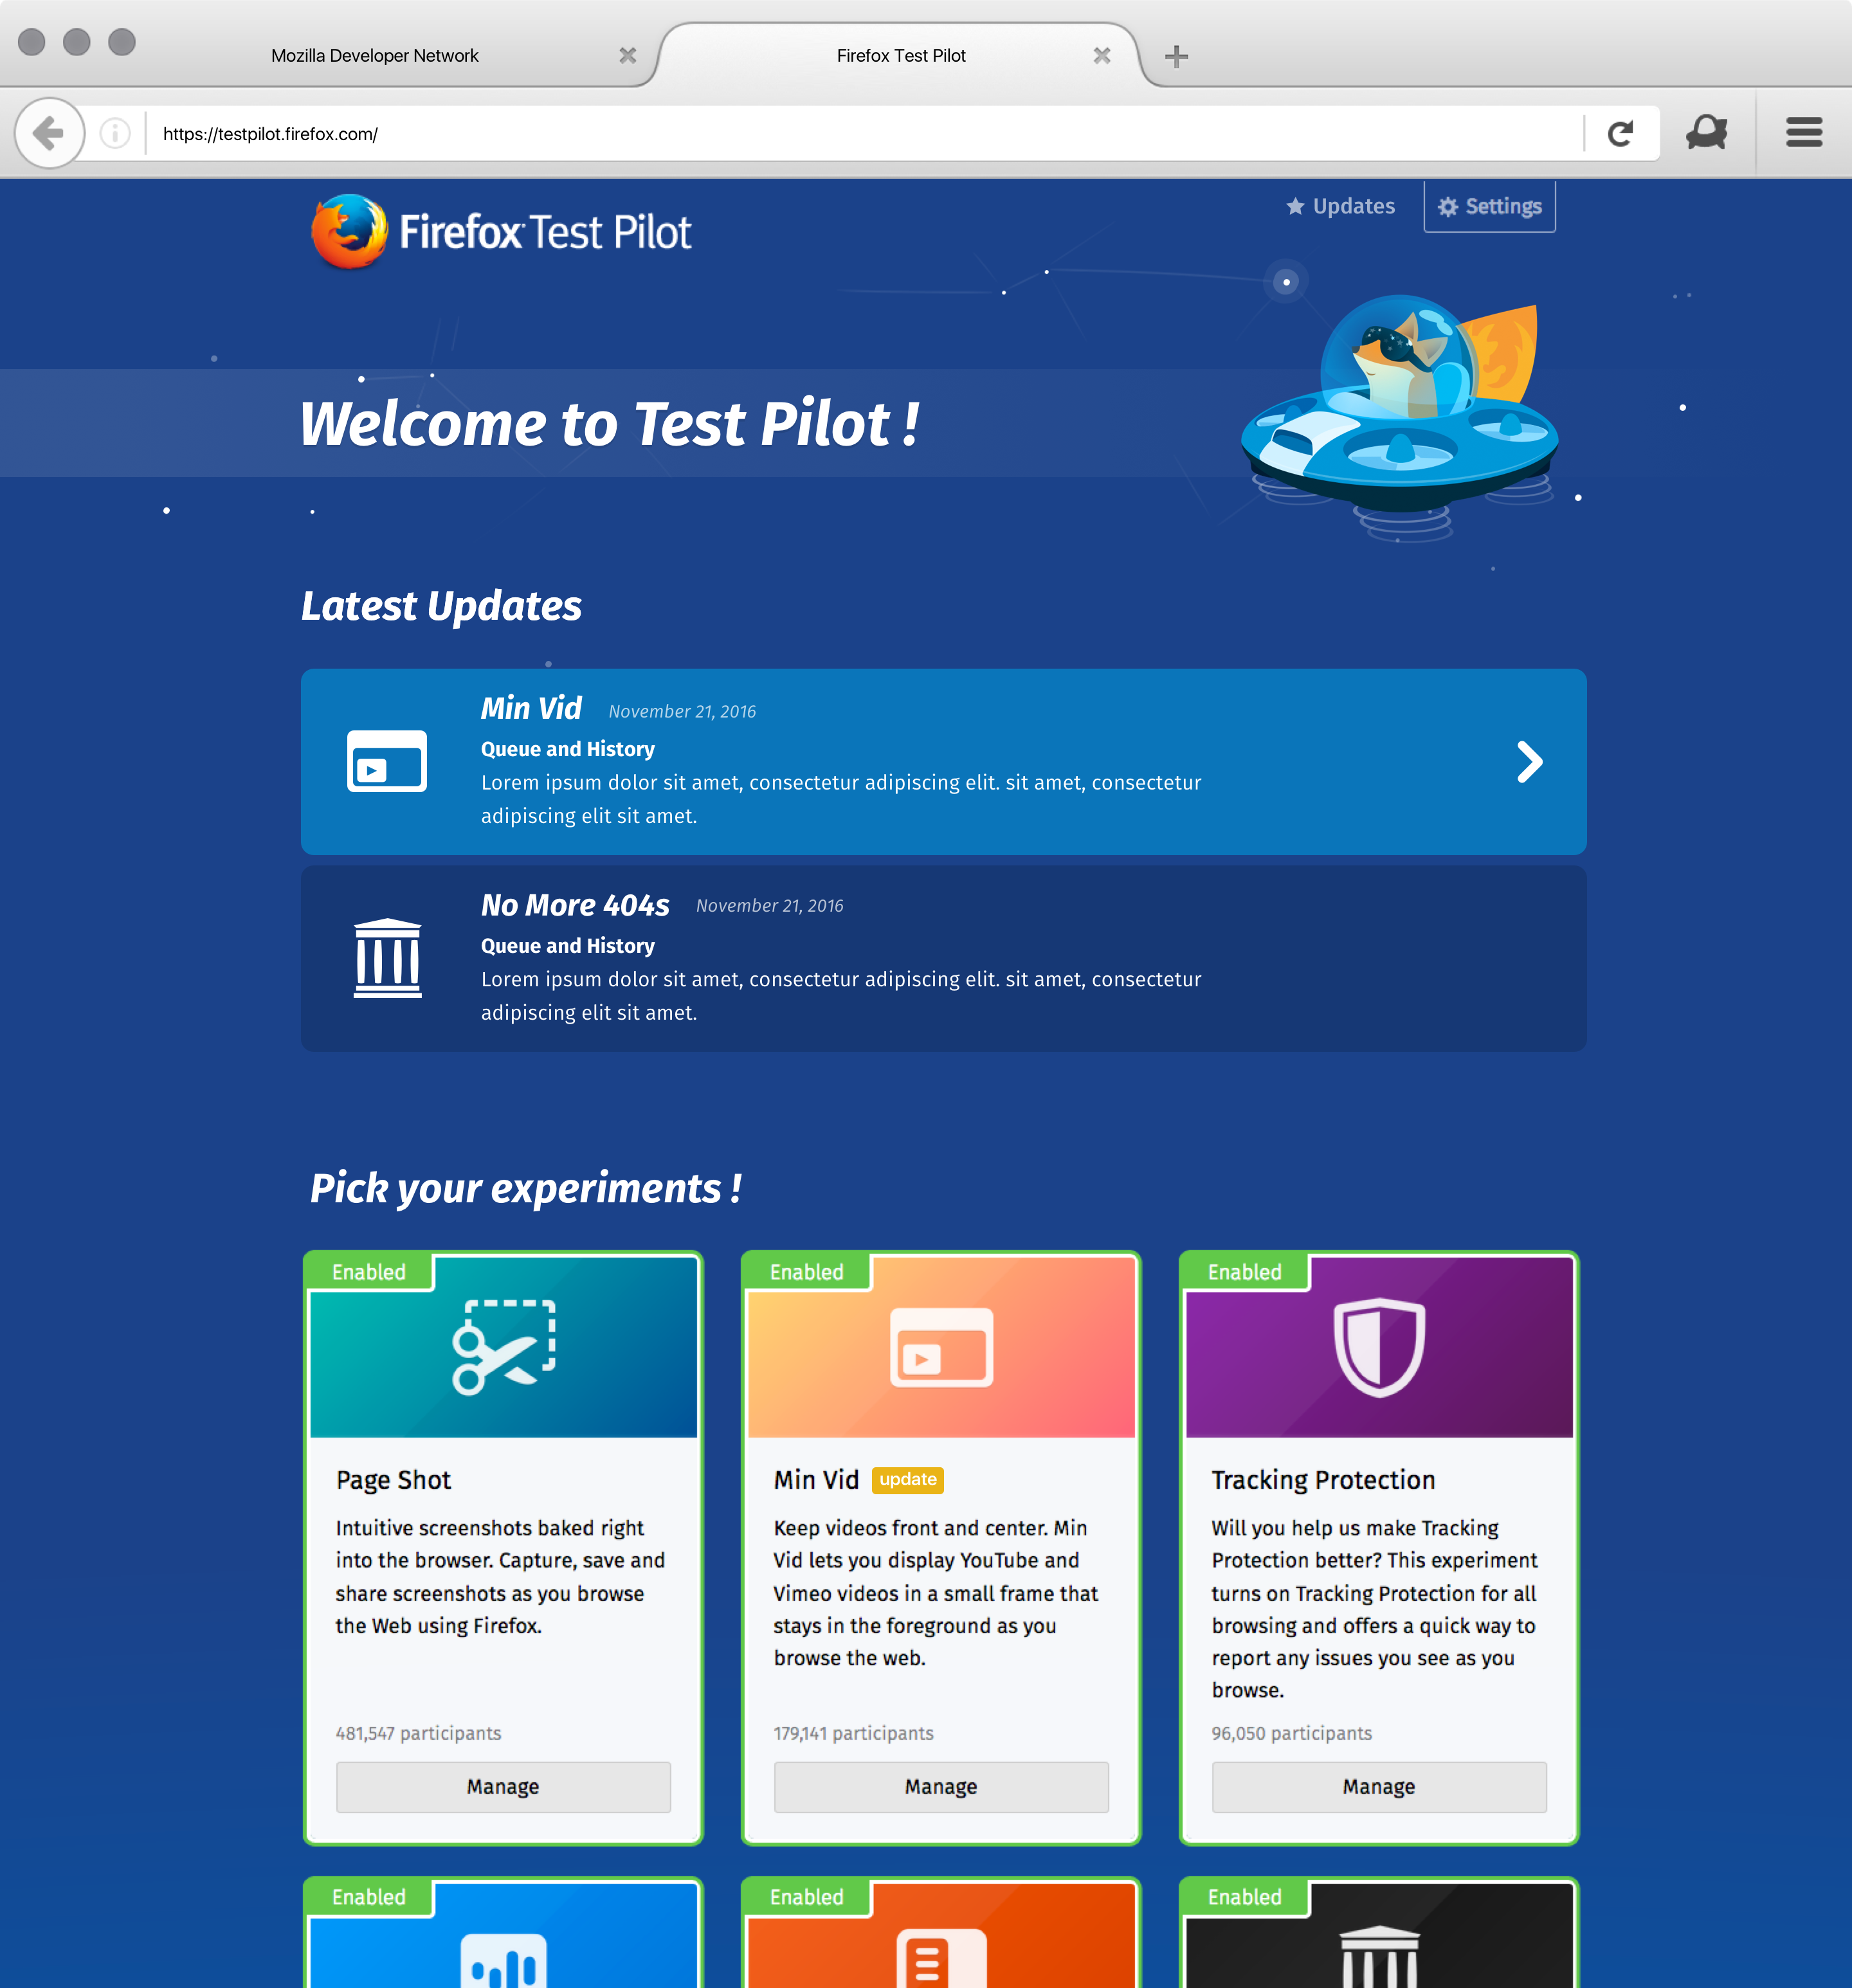 Mozilla Developer Network
Firefox Test Pilot
https://testpilot.firefox.com/
Firefox Test Pilot
Updates
Settings
Welcome to Test Pilot !
Latest Updates
Min Vid November 21, 2016
Queue and History
Lorem ipsum dolor sit amet, consectetur adipiscing elit. sit amet, consectetur
adipiscing elit sit amet.
No More 404s November 21, 2016
Queue and History
Lorem ipsum dolor sit amet, consectetur adipiscing elit. sit amet, consectetur
adipiscing elit sit amet.
Pick your experiments !
Enabled
Page Shot
Intuitive screenshots baked right
into the browser. Capture, save and
share screenshots as you browse
the Web using Firefox.
481,547 participants
Manage
Enabled
Min Vid update
Keep videos front and center. Min
Vid lets you display YouTube and
Vimeo videos in a small frame that
stays in the foreground as you
browse the web.
179,141 participants
Manage
Enabled
Tracking Protection
Will you help us make Tracking
Protection better? This experiment
turns on Tracking Protection for all
browsing and offers a quick way to
report any issues you see as you
browse.
96,050 participants
Manage
Enabled
Enabled
Enabled